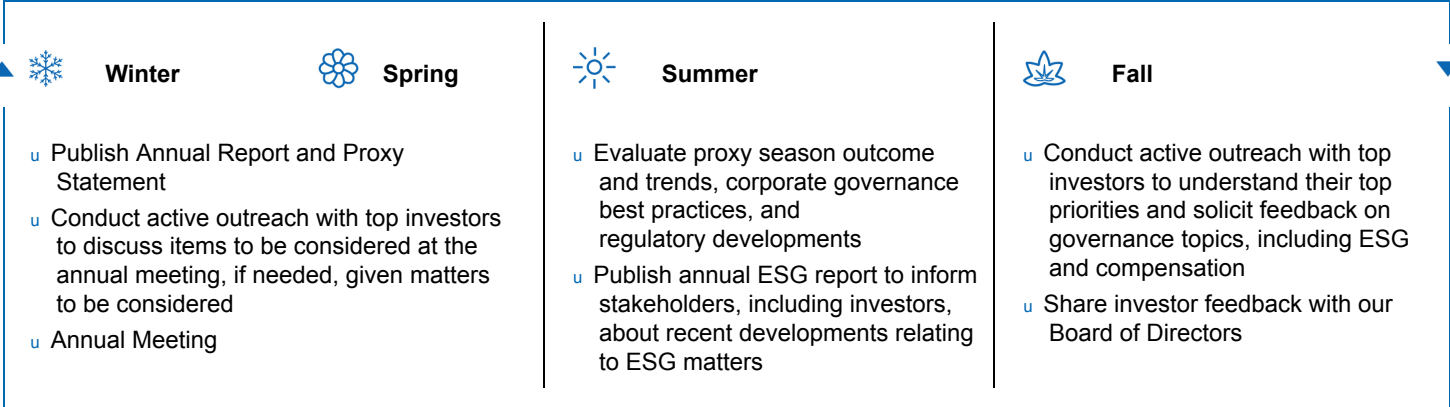 Winter
Spring
u Publish Annual Report and Proxy
Statement
u Conduct active outreach with top investors
to discuss items to be considered at the
annual meeting, if needed, given matters
to be considered
u Annual Meeting
Summer
u Evaluate proxy season outcome
and trends, corporate governance
best practices, and
regulatory developments
u Publish annual ESG report to inform
stakeholders, including investors,
about recent developments relating
to ESG matters
Fall
u Conduct active outreach with top
investors to understand their top
priorities and solicit feedback on
governance topics, including ESG
and compensation
u Share investor feedback with our
Board of Directors